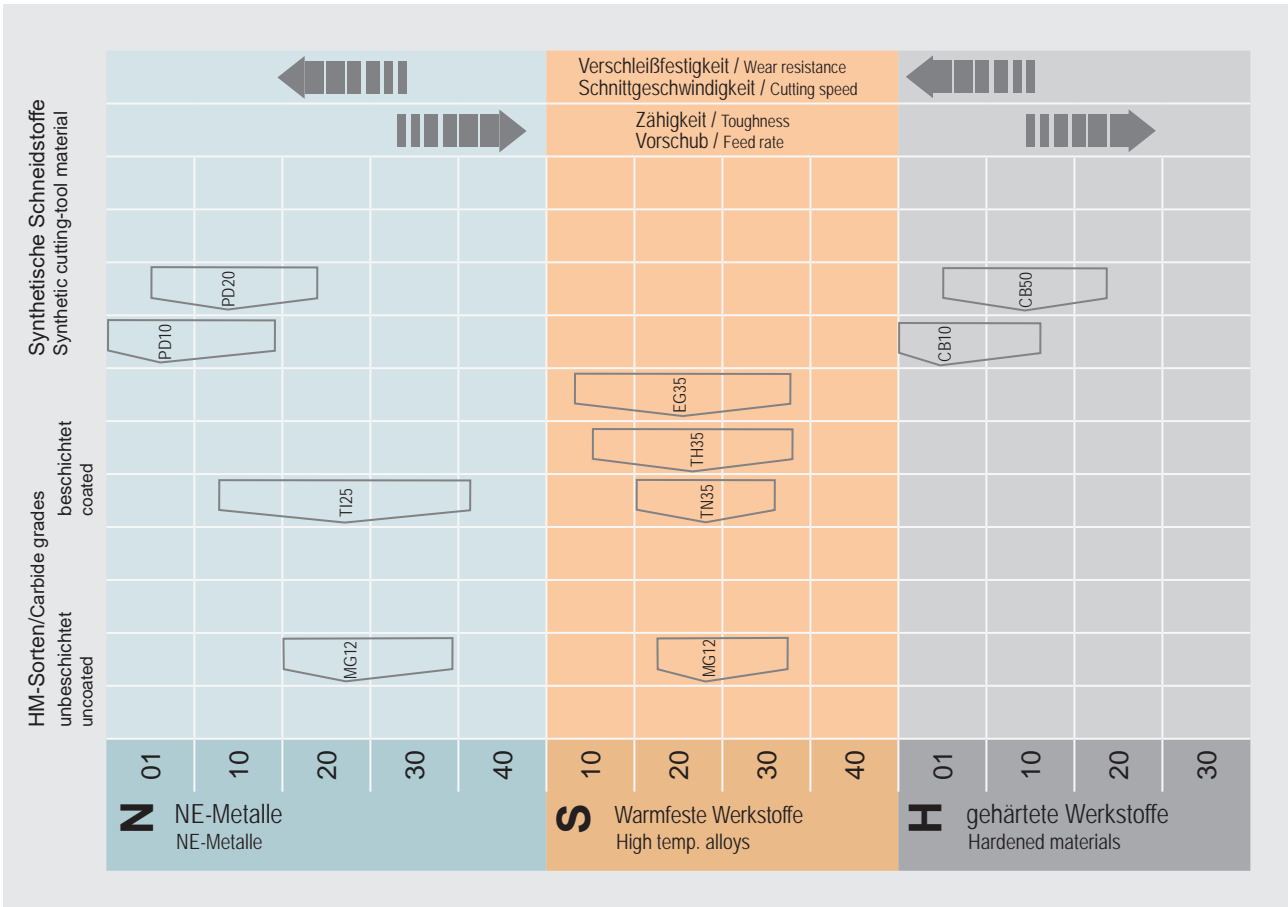 Verschleißfestigkeit / Wear resistance
Schnittgeschwindigkeit / Cutting speed
Zähigkeit / Toughness
Vorschub / Feed rate
Synthetische Schneidstoffe
Synthetic cutting-tool material
PD20
CB50
PD10
CB10
EG35
beschichtet
coated
TH35
TI25
TN35
HM-Sorten/Carbide grades
unbeschichtet
uncoated
MG12
MG12
01 10 20 30 40 10 20 30 40 01 10 20 30
N NE-Metalle
NE-Metalle
S Warmfeste Werkstoffe
High temp. alloys
H gehärtete Werkstoffe
Hardened materials